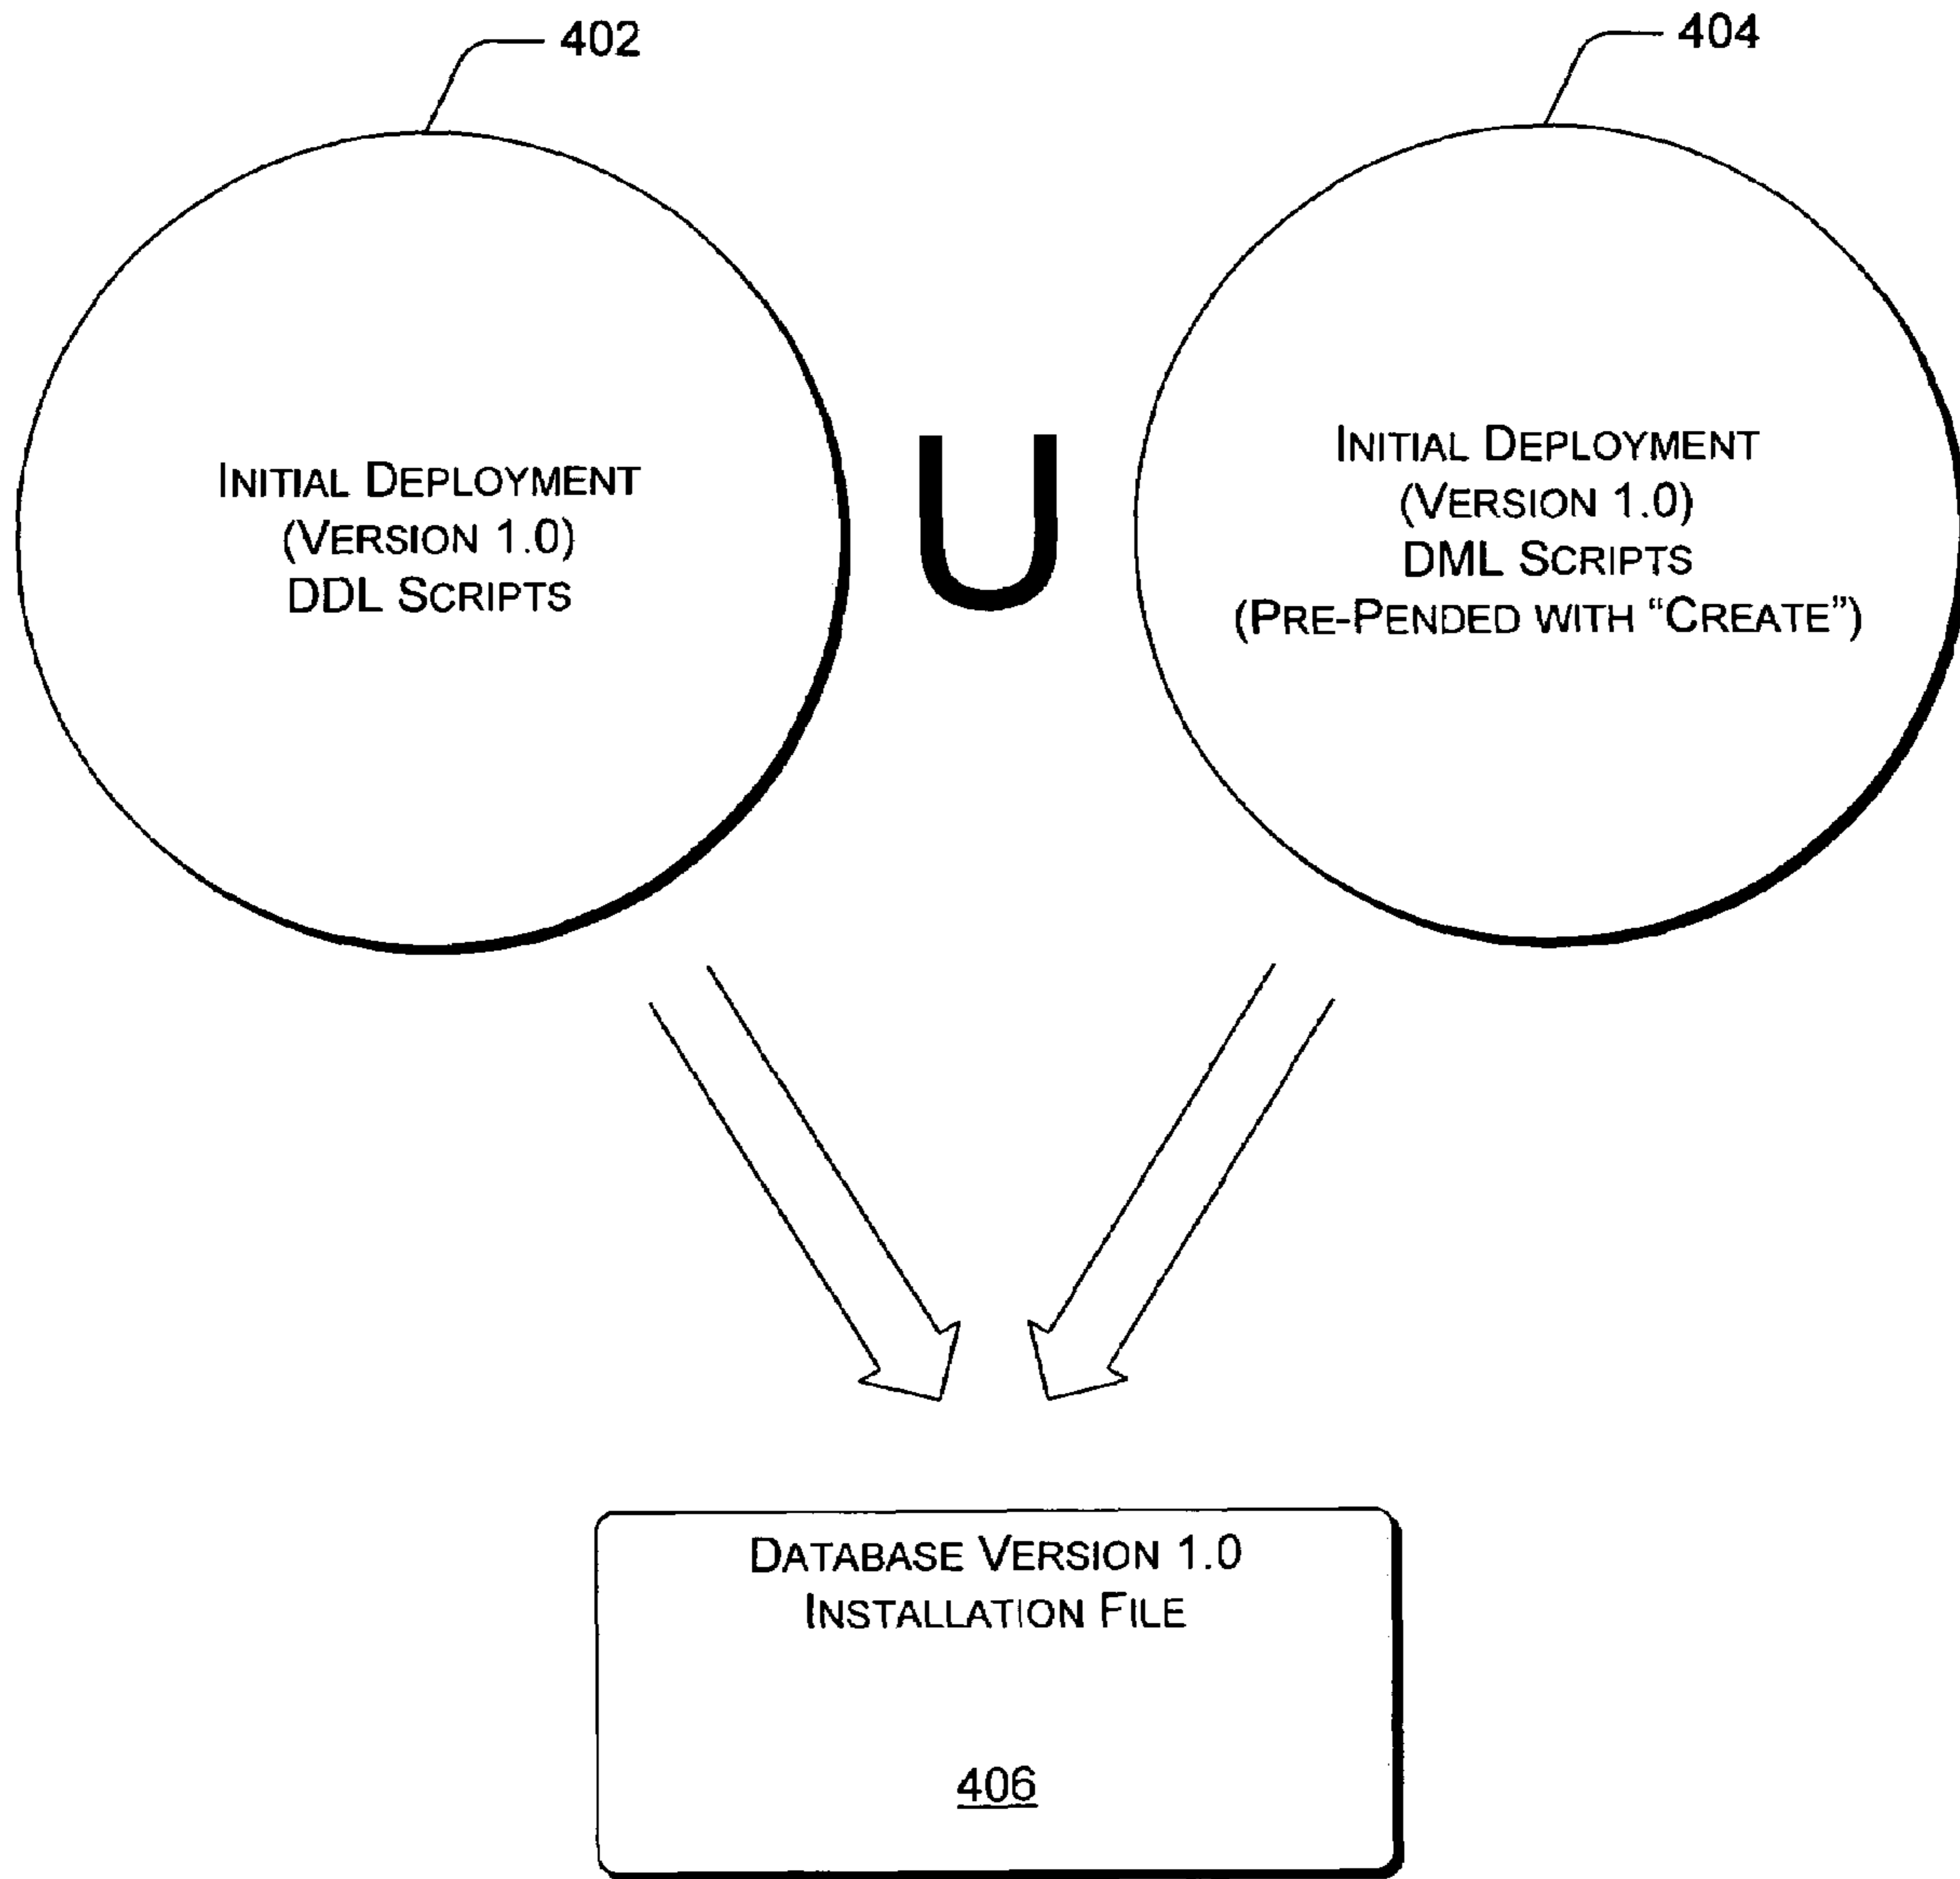 402
404
INITIAL DEPLOYMENT
(VERSION 1.0)
DDL SCRIPTS
U
INITIAL DEPLOYMENT
(VERSION 1.0)
DML SCRIPTS
(PRE-PENDED WITH “CREATE”)
DATABASE VERSION 1.0
INSTALLATION FILE
406